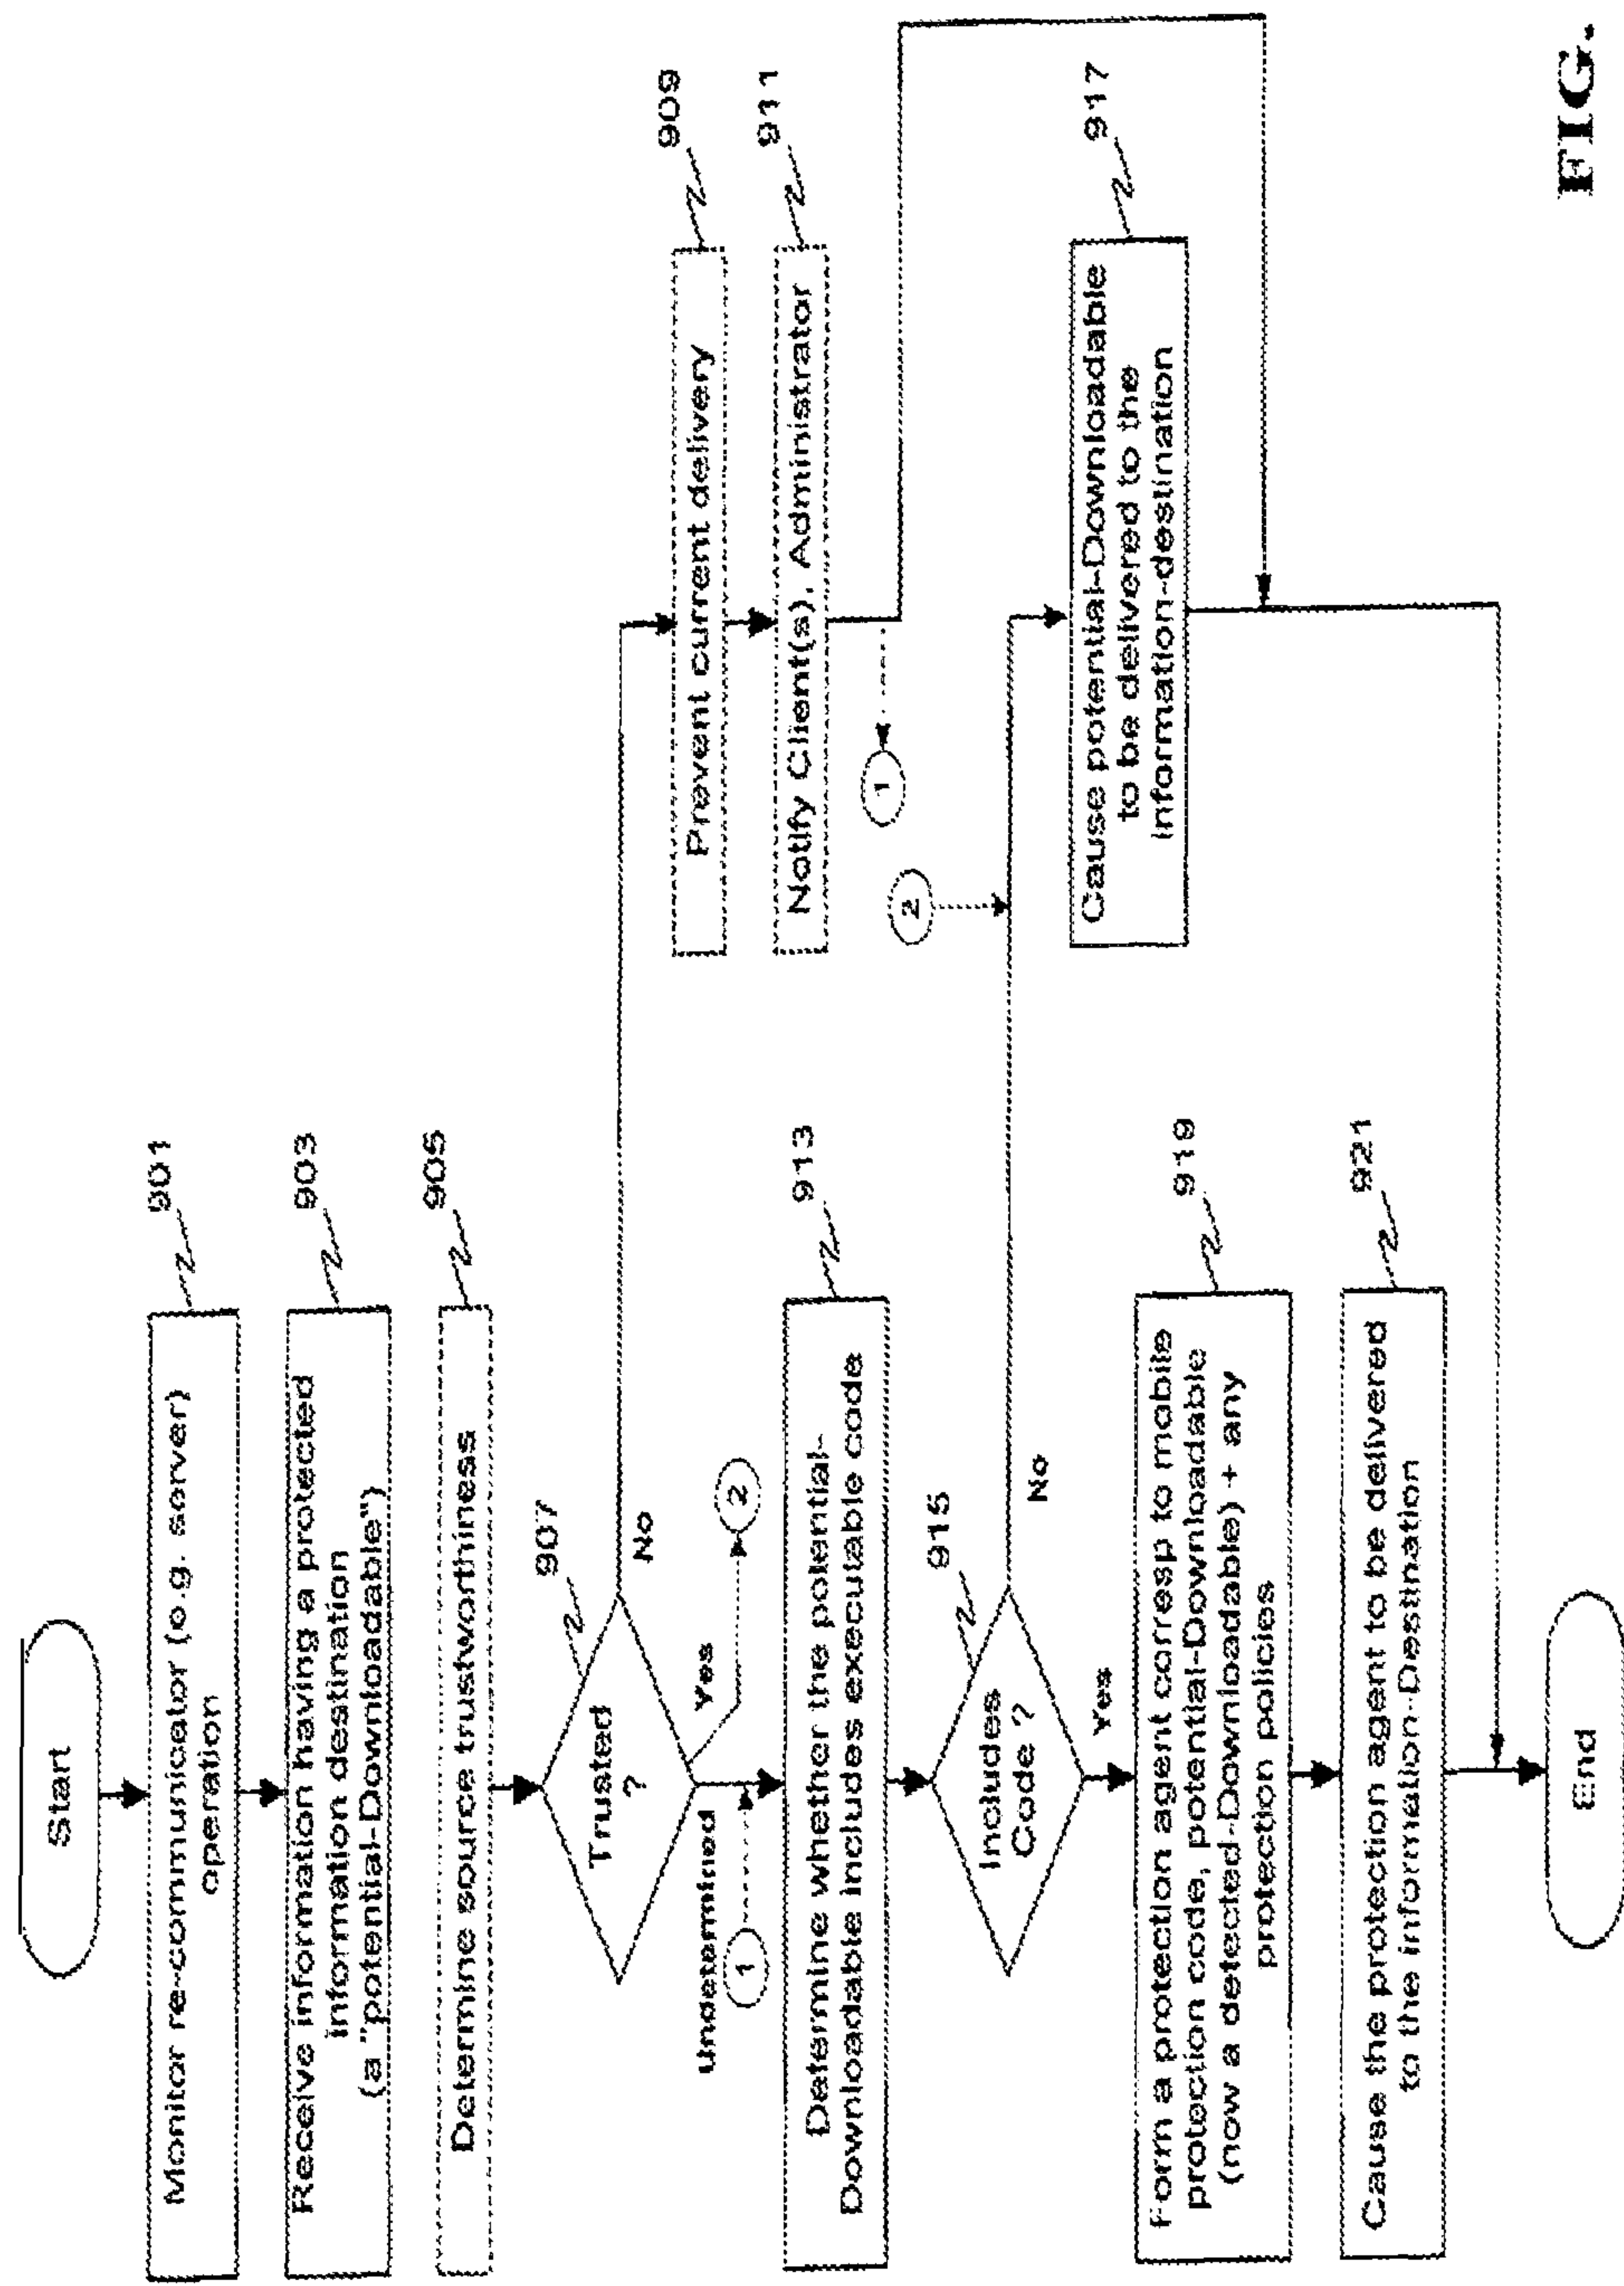 Start
901
Monitor re-communicator (e.g. server)
operation
903
Receive information having a protected
information destination
(a "potential-Downloadable")
905
Determine source trustworthiness
907
Trusted
?
No
Yes
2
Undetermined
1
909
Prevent current delivery
911
Notify Client(s), Administrator
1
913
Determine whether the potential-
Downloadable includes executable code
915
Includes
Code ?
No
2
Yes
917
Cause potential-Downloadable
to be delivered to the
information-destination
919
Form a protection agent corresp to mobile
protection code, potential-Downloadable
(now a detected-Downloadable) + any
protection policies
921
Cause the protection agent to be delivered
to the Information-Destination
End
FIG.